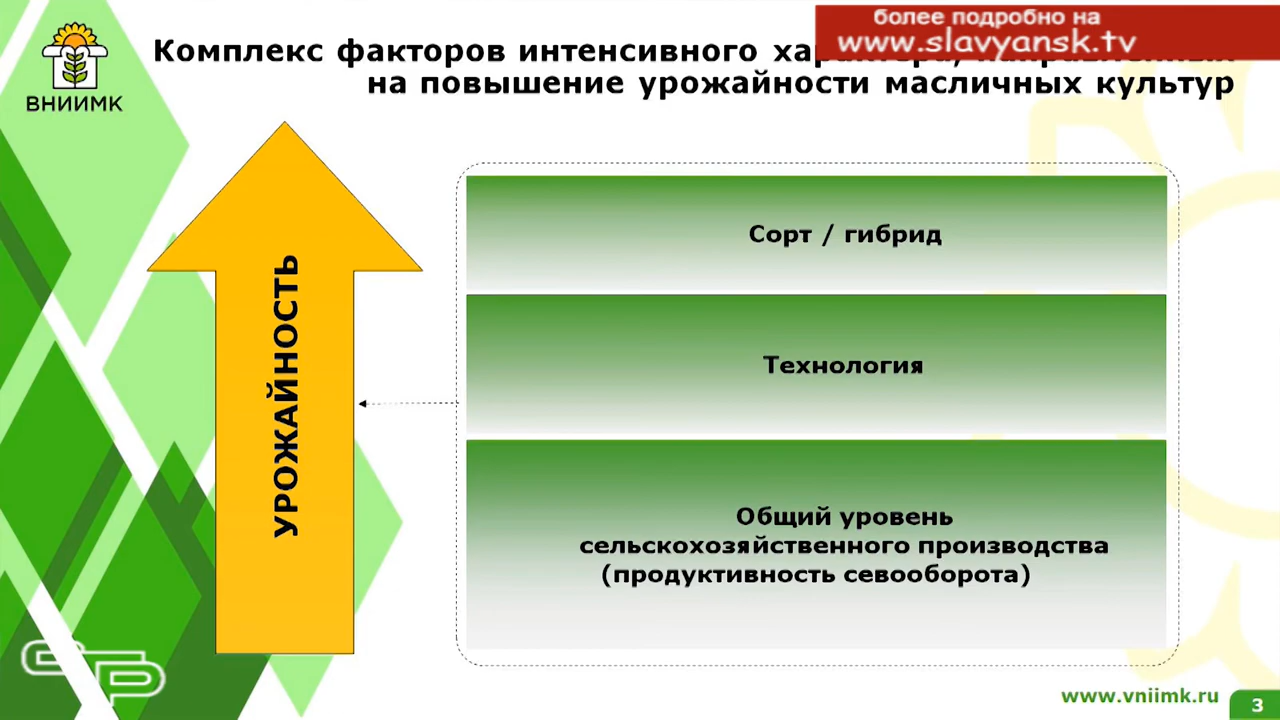 более подробно на
www.slavyansk.tv
Комплекс факторов интенсивного
на повышение урожайности масличных культур
ВНИИМК
Сорт / гибрид
УРОЖАЙНОСТЬ
Технология
Общий уровень
сельскохозяйственного производства
(продуктивность севооборота)
www.vniimk.ru
3